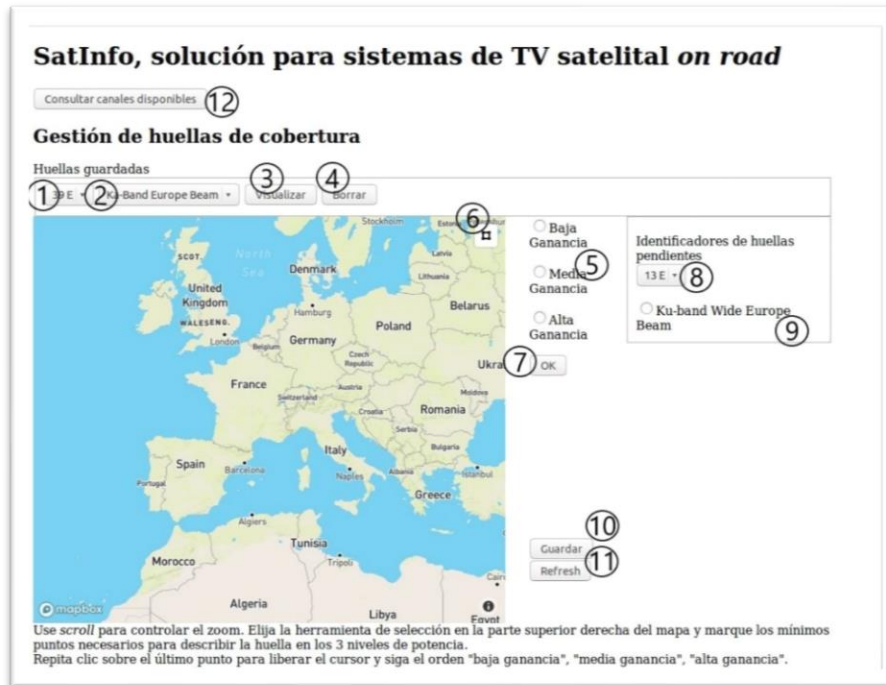 SatInfo, solución para sistemas de TV satelital on road
Consultar canales disponibles 12
Gestión de huellas de cobertura
Huellas guardadas
1 39 E 2 Ka-Band Europe Beam 3 Visualizar 4 Borrar
Stockholm
Estonia
6
SCOT.
North
Sea
Denmark
Latvia
Lithuania
United
Kingdom
WALES
ENG.
London
Hamburg
Belarus
Belgium
Germany
Poland
Czech
Republic
Ukra
France
Austria
Switzerland
Moldova
Croatia
Romania
Serbia
Italy
Bulgaria
Spain
Barcelona
Portugal
Naples
Albania
Istanbul
Greece
Algiers
Tunisia
Morocco
Tripoli
Algeria
Libya
Cair
Egypt
mapbox
Baja
Ganancia
Media 5
Ganancia
Alta
Ganancia
7 OK
Identificadores de huellas
pendientes
13 E 8
Ku-band Wide Europe
Beam 9
10
Guardar
Refresh 11
Use scroll para controlar el zoom. Elija la herramienta de selección en la parte superior derecha del mapa y marque los mínimos
puntos necesarios para describir la huella en los 3 niveles de potencia.
Repita clic sobre el último punto para liberar el cursor y siga el orden "baja ganancia", "media ganancia", "alta ganancia".